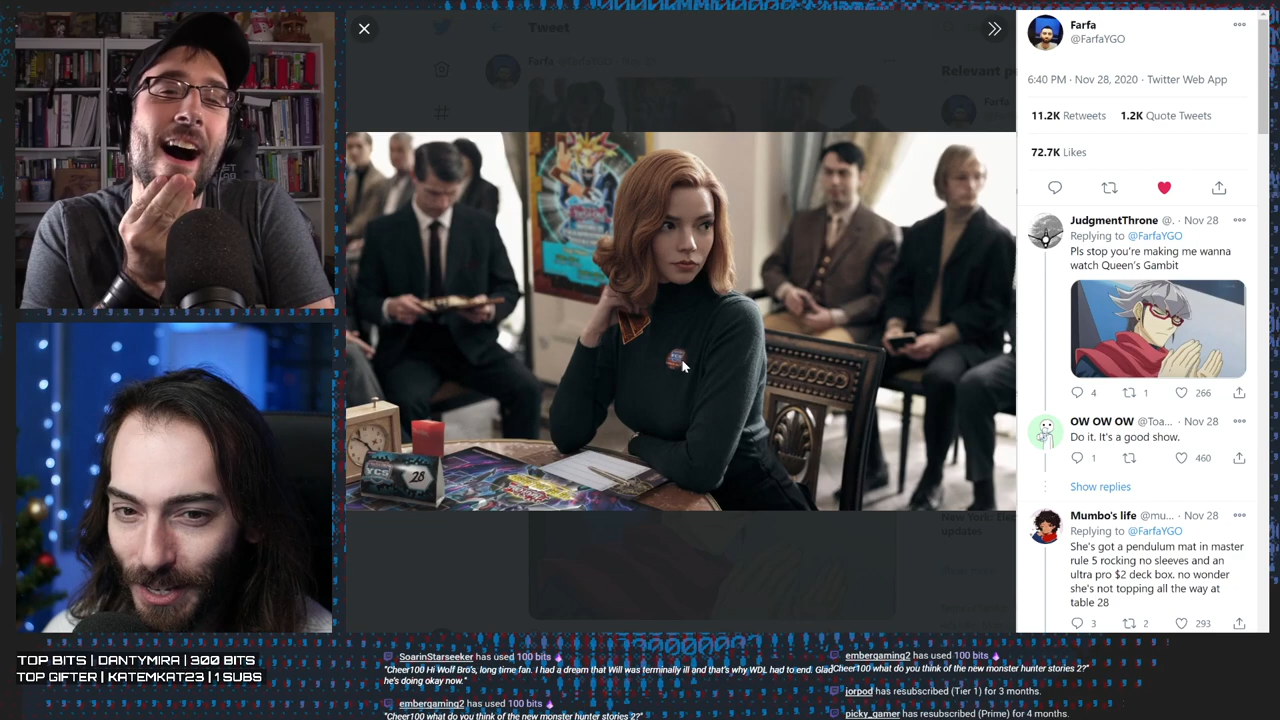 Tweet
Farfa
@FarfaYGO
6:40 PM · Nov 28, 2020 · Twitter Web App
11.2K Retweets 1.2K Quote Tweets
72.7K Likes
JudgmentThrone @. · Nov 28
Replying to @FarfaYGO
Pls stop you're making me wanna
watch Queen's Gambit
4 1 266
OW OW OW @Toa... · Nov 28
Do it. It's a good show.
1 460
Show replies
Mumbo's life @mu... · Nov 28
Replying to @FarfaYGO
She's got a pendulum mat in master
rule 5 rocking no sleeves and an
ultra pro $2 deck box. no wonder
she's not topping all the way at
table 28
3 2 293
Relevant p
Farfa
YCS 28
updates
TOP BITS | DANTYMIRA | 300 BITS
TOP GIFTER | KATEMKAT23 | 1 SUBS
SoarinStarseeker has used 100 bits
"Cheer100 Hi Wolf Bro's, long time fan. I had a dream that Will was terminally ill and that's why WDL had to end. Glad
he's doing okay now."
embergaming2 has used 100 bits
"Cheer100 what do you think of the new monster hunter stories 2?"
embergaming2 has used 100 bits
Cheer100 what do you think of the new monster hunter stories 2?"
jorpod has resubscribed (Tier 1) for 3 months.
picky_gamer has resubscribed (Prime) for 4 months.